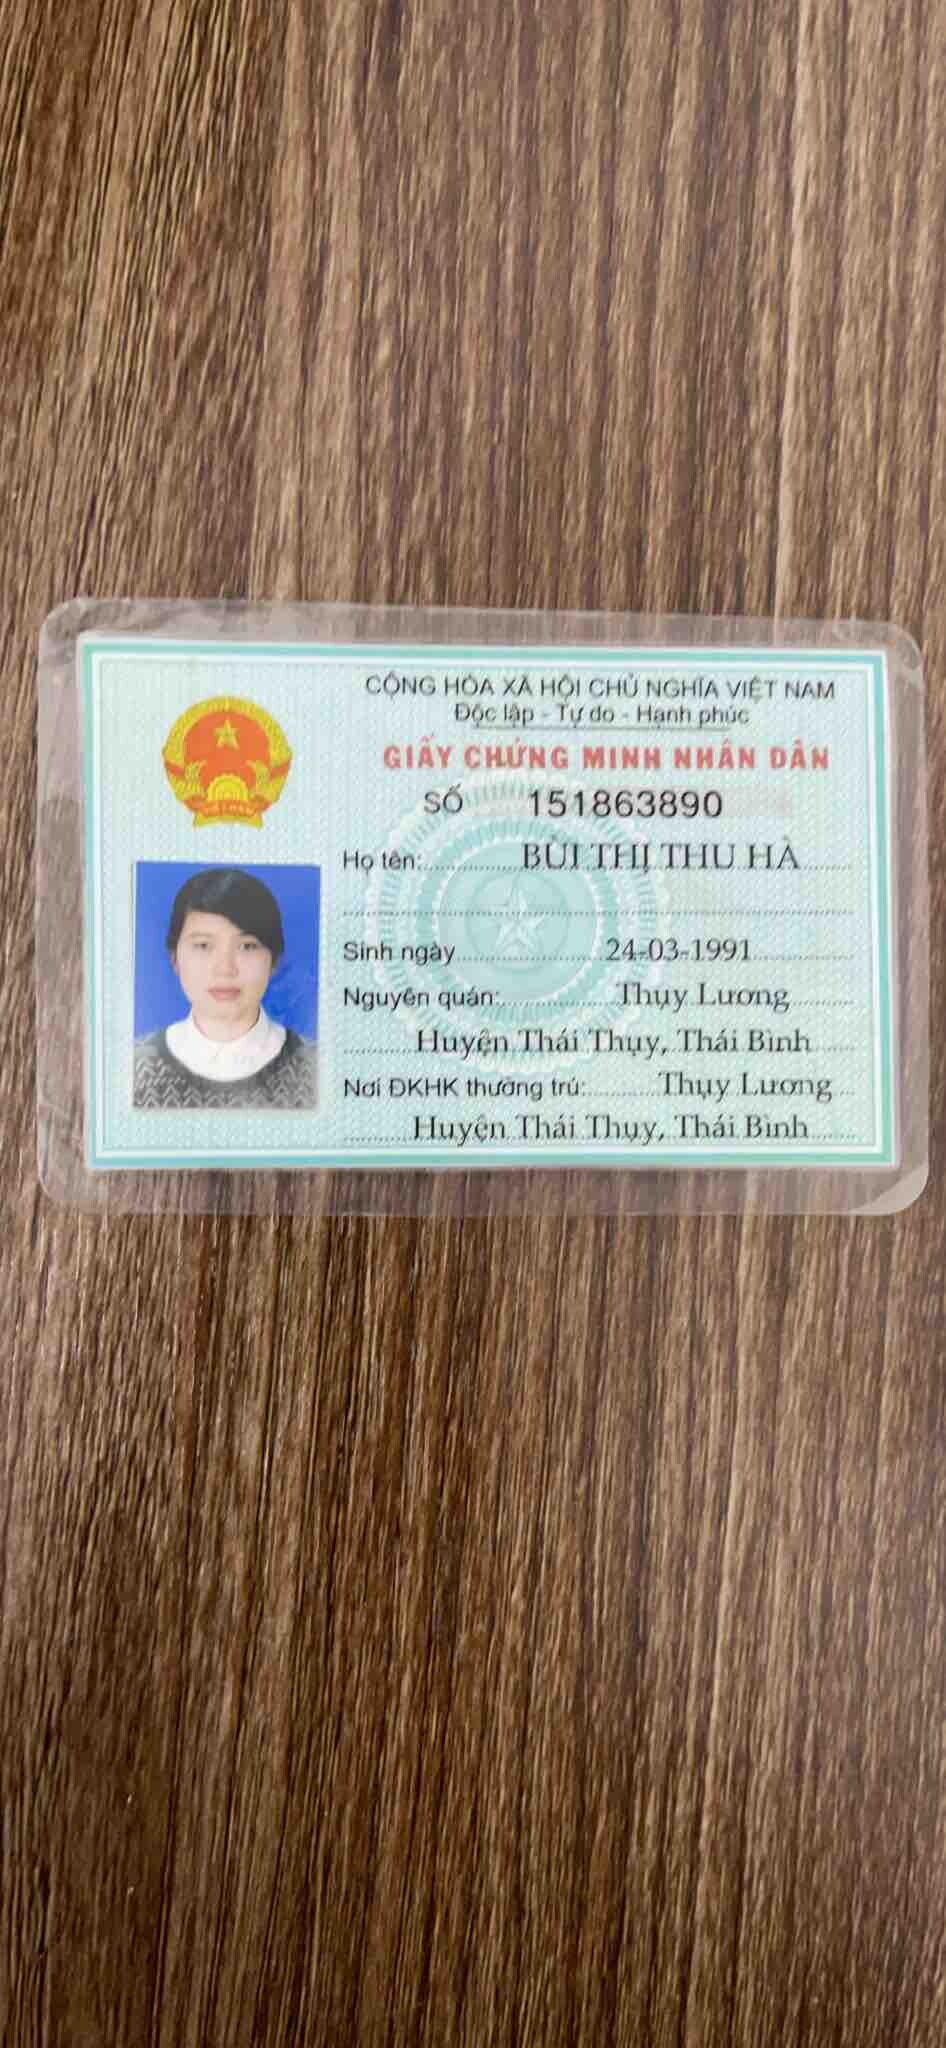 CỘNG HÒA XÃ HỘI CHỦ NGHĨA VIỆT NAM
Độc lập - Tự do - Hạnh phúc
GIẤY CHỨNG MINH NHÂN DÂN
SỐ 151863890
Họ tên: BÙI THỊ THU HÀ
Sinh ngày 24-03-1991
Nguyên quán: Thụy Lương
Huyện Thái Thụy, Thái Bình
Nơi ĐKHK thường trú: Thụy Lương
Huyện Thái Thụy, Thái Bình